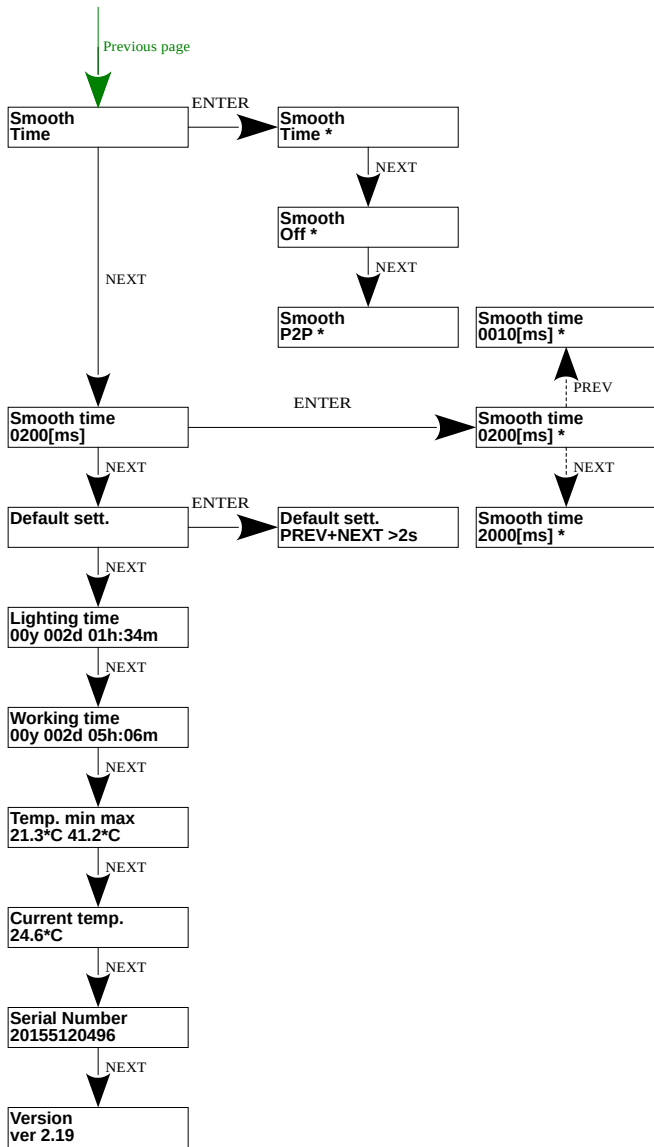 Previous page
Smooth
Time
ENTER
Smooth
Time *
NEXT
Smooth
Off *
NEXT
Smooth
P2P *
NEXT
Smooth time
0010[ms] *
PREV
Smooth time
0200[ms]
ENTER
Smooth time
0200[ms] *
NEXT
Smooth time
2000[ms] *
NEXT
Default sett.
ENTER
Default sett.
PREV+NEXT >2s
NEXT
Lighting time
00y 002d 01h:34m
NEXT
Working time
00y 002d 05h:06m
NEXT
Temp. min max
21.3*C 41.2*C
NEXT
Current temp.
24.6*C
NEXT
Serial Number
20155120496
NEXT
Version
ver 2.19